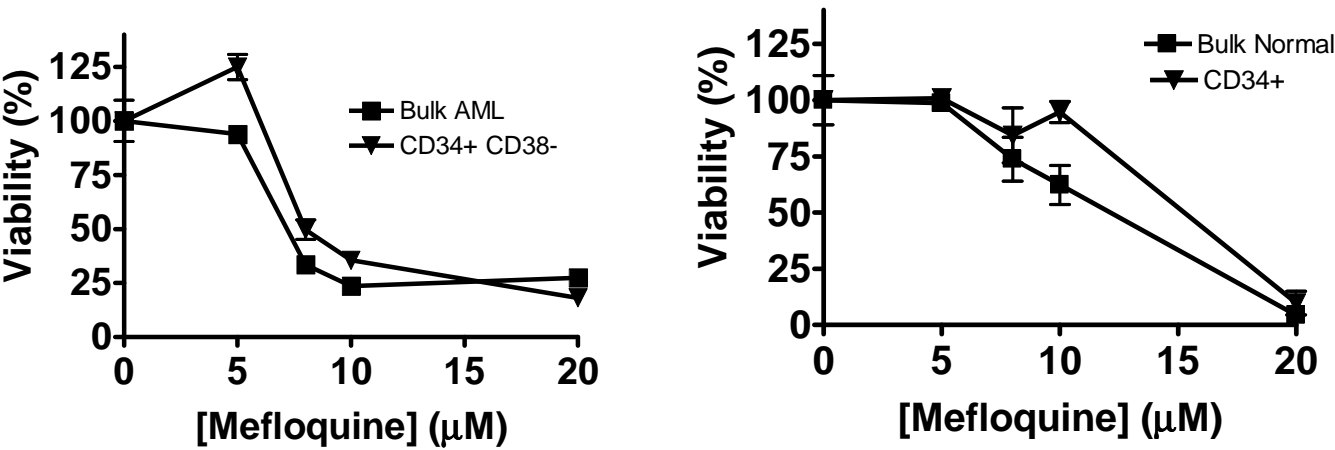 Viability (%)
125
100
75
50
25
0
0 5 10 15 20
[Mefloquine] (μM)
Bulk AML
CD34+ CD38-
Viability (%)
125
100
75
50
25
0
0 5 10 15 20
[Mefloquine] (μM)
Bulk Normal
CD34+